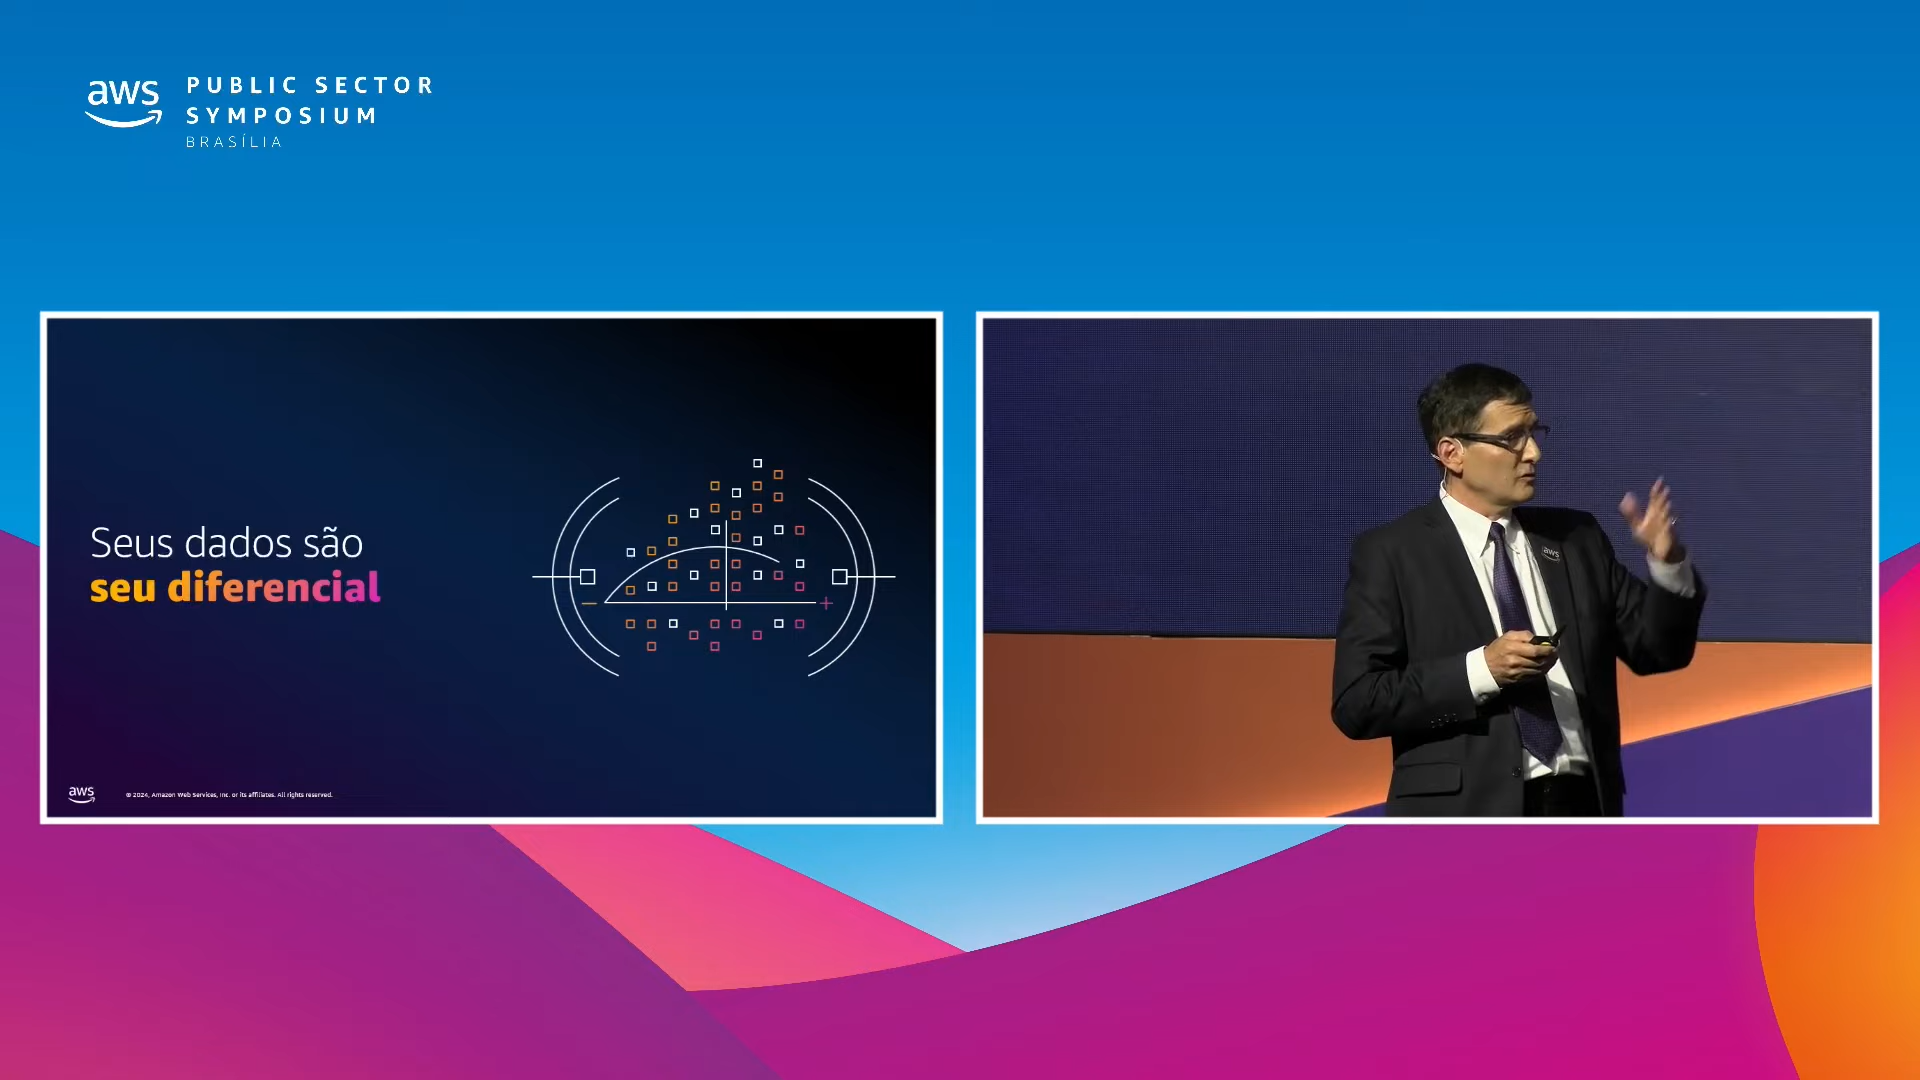 aws
PUBLIC SECTOR
SYMPOSIUM
BRASÍLIA
Seus dados são
seu diferencial
aws
© 2024, Amazon Web Services, Inc. or its affiliates. All rights reserved.
aws